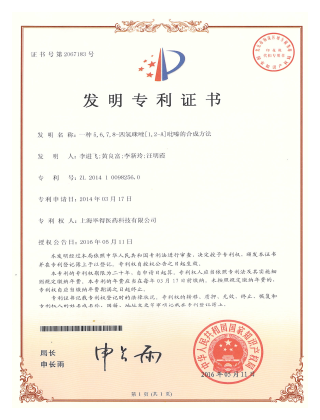 证书号第2067083号
发明专利证书
发 明 名 称:一种5,6,7,8-四氢咪唑[1,2-A]吡嗪的合成方法
发 明 人:李进飞;黄良富;李新玲;汪明霞
专 利 号:ZL 2014 1 0098256.0
专利申请日:2014年03月17日
专 利 权 人:上海毕得医药科技有限公司
授权公告日:2016年05月11日
本发明经过本局依照中华人民共和国专利法进行审查,决定授予专利权,颁发本证书
并在专利登记簿上予以登记。专利权自授权公告之日起生效。
本专利的专利权期限为二十年,自申请日起算。专利权人应当依照专利法及其实施细
则规定缴纳年费。本专利的年费应当在每年03月17日前缴纳。未按照规定缴纳年费的,
专利权自应当缴纳年费期满之日起终止。
专利证书记载专利权登记时的法律状况。专利权的转移、质押、无效、终止、恢复和
专利权人的姓名或名称、国籍、地址变更等事项记载在专利登记簿上。
局长
申长雨
中华人民共和国国家知识产权局
2016年05月11日
第1页(共1页)